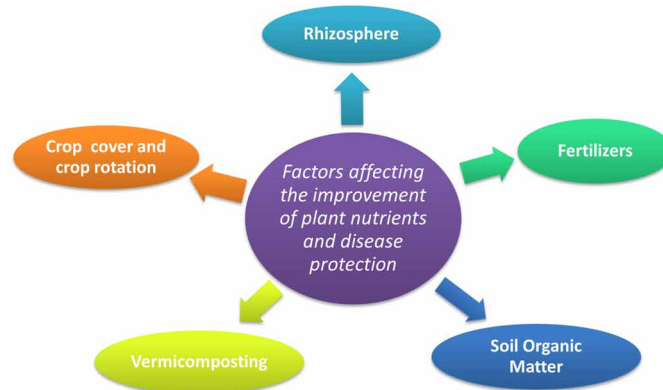 Rhizosphere
Crop cover and
crop rotation
Fertilizers
Factors affecting
the improvement
of plant nutrients
and disease
protection
Vermicomposting
Soil Organic
Matter